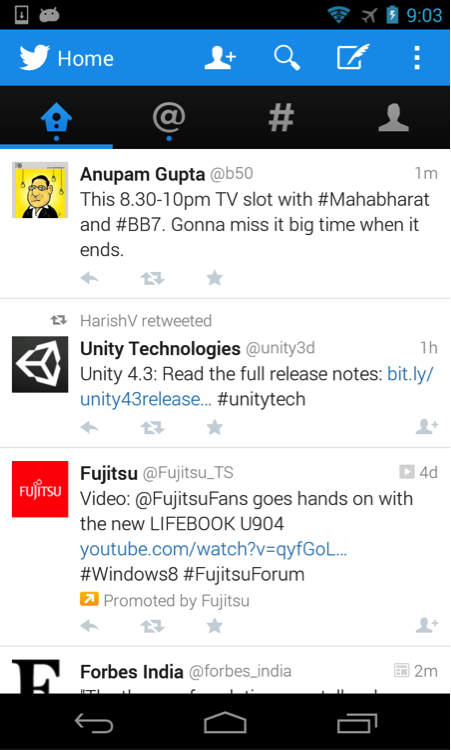 9:03
Home
@
#
Anupam Gupta @b50 1m
This 8.30-10pm TV slot with #Mahabharat
and #BB7. Gonna miss it big time when it
ends.
HarishV retweeted
Unity Technologies @unity3d 1h
Unity 4.3: Read the full release notes: bit.ly/
unity43release... #unitytech
FUJITSU
Fujitsu @Fujitsu_TS 4d
Video: @FujitsuFans goes hands on with
the new LIFEBOOK U904
youtube.com/watch?v=qyfGoL...
#Windows8 #FujitsuForum
Promoted by Fujitsu
F
Forbes India @forbes_india 2m